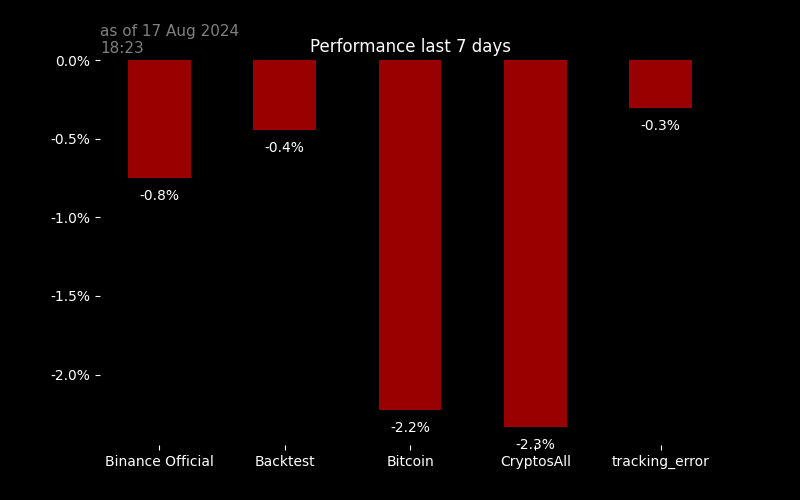 as of 17 Aug 2024
18:23
Performance last 7 days
0.0%
-0.5%
-1.0%
-1.5%
-2.0%
-0.8%
-0.4%
-2.2%
-2.3%
-0.3%
Binance Official
Backtest
Bitcoin
CryptosAll
tracking_error